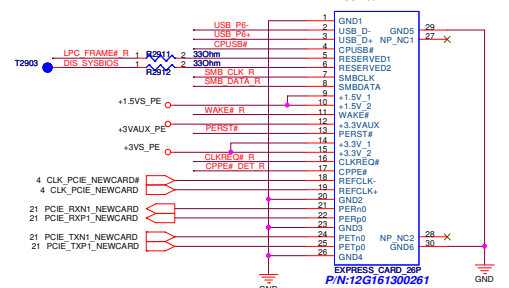 1 GND1
USB_P6- 2 USB_D- GND5 29
USB_P6+ 3 USB_D+ NP_NC1 27
CPUSB# 4 CPUSB#
LPC_FRAME#_R 1 R2911 2 33Ohm 5 RESERVED1
T2903 DIS_SYSBIOS 1 R2912 2 33Ohm 6 RESERVED2
SMB_CLK_R 7 SMBCLK
SMB_DATA_R 8 SMBDATA
9 +1.5V_1
+1.5VS_PE 10 +1.5V_2
WAKE#_R 11 WAKE#
+3VAUX_PE 12 +3.3VAUX
PERST# 13 PERST#
14 +3.3V_1
+3VS_PE 15 +3.3V_2
CLKREQ#_R 16 CLKREQ#
CPPE#_DET_R 17 CPPE#
4 CLK_PCIE_NEWCARD# 18 REFCLK-
4 CLK_PCIE_NEWCARD 19 REFCLK+
20 GND2
21 PCIE_RXN1_NEWCARD 21 PERn0
21 PCIE_RXP1_NEWCARD 22 PERp0
23 GND3
21 PCIE_TXN1_NEWCARD 24 PETn0 NP_NC2 28
21 PCIE_TXP1_NEWCARD 25 PETp0 GND6 30
26 GND4
EXPRESS_CARD_26P
P/N:12G161300261
GND
GND